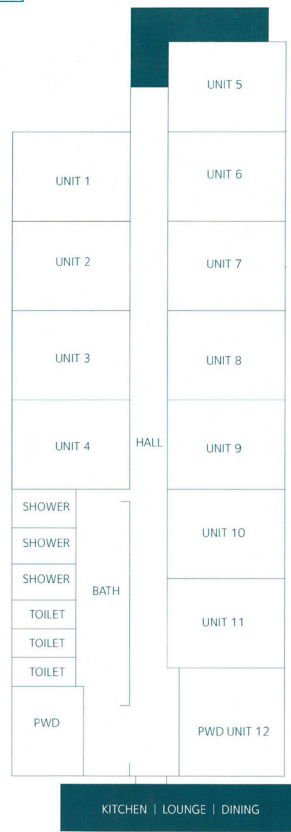 UNIT 5
UNIT 1
UNIT 6
UNIT 2
UNIT 7
UNIT 3
UNIT 8
UNIT 4
HALL
UNIT 9
SHOWER
SHOWER
UNIT 10
SHOWER
BATH
TOILET
UNIT 11
TOILET
TOILET
PWD
PWD UNIT 12
KITCHEN | LOUNGE | DINING